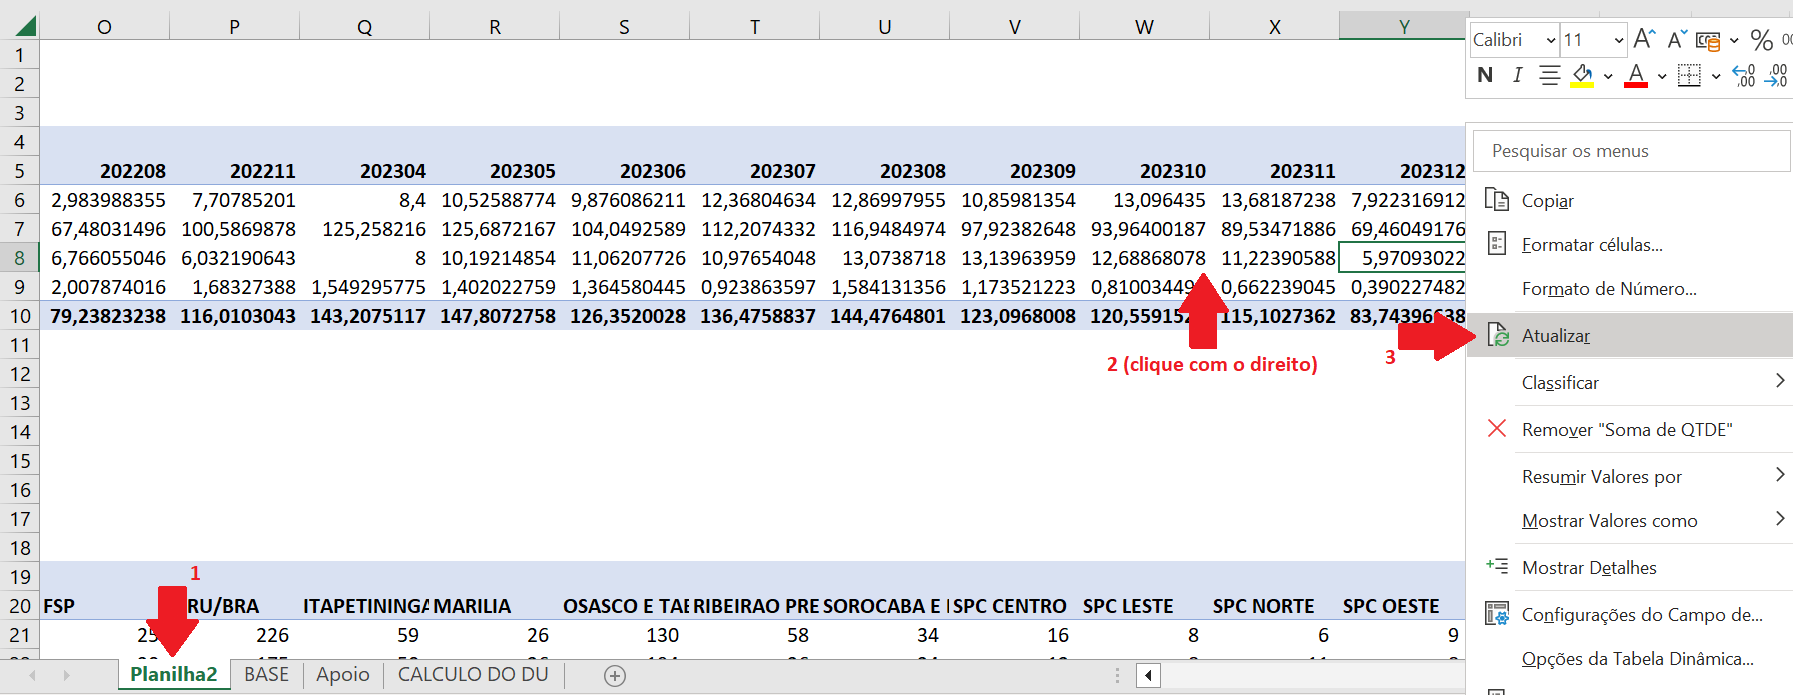 O P Q R S T U V W X Y
Calibri 11 %
N I A
1
2
3
4
5 202208 202211 202304 202305 202306 202307 202308 202309 202310 202311 202312
6 2,983988355 7,70785201 8,4 10,52588774 9,876086211 12,36804634 12,86997955 10,85981354 13,096435 13,68187238 7,922316912
7 67,48031496 100,5869878 125,258216 125,6872167 104,0492589 112,2074332 116,9484974 97,92382648 93,96400187 89,53471886 69,46049176
8 6,766055046 6,032190643 8 10,19214854 11,06207726 10,97654048 13,0738718 13,13963959 12,68868078 11,22390588 5,97093022
9 2,007874016 1,68327388 1,549295775 1,402022759 1,364580445 0,923863597 1,584131356 1,173521223 0,81003449 0,662239045 0,390227482
10 79,23823238 116,0103043 143,2075117 147,8072758 126,3520028 136,4758837 144,4764801 123,0968008 120,559152 115,1027362 83,74396638
11
2 (clique com o direito)
3
12
13
14
15
16
17
18
1
19
20 FSP RU/BRA ITAPETININGA MARILIA OSASCO E TAE RIBEIRAO PRE SOROCABA E SPC CENTRO SPC LESTE SPC NORTE SPC OESTE
21 25 226 59 26 130 58 34 16 8 6 9
Planilha2 BASE Apoio CALCULO DO DU
Pesquisar os menus
Copiar
Formatar células...
Formato de Número...
Atualizar
Classificar
Remover "Soma de QTDE"
Resumir Valores por
Mostrar Valores como
Mostrar Detalhes
Configurações do Campo de...
Opções da Tabela Dinâmica...